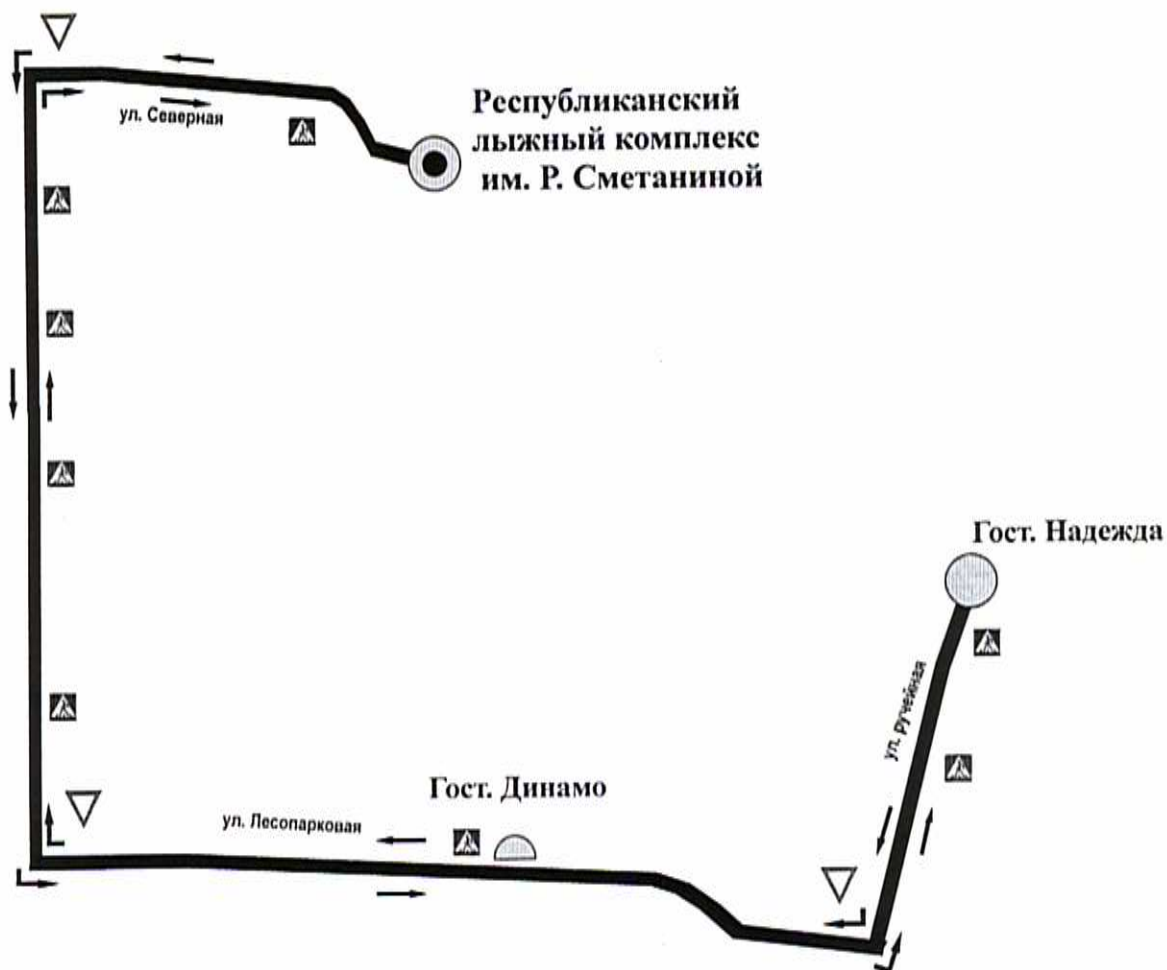 ул. Северная
Республиканский
лыжный комплекс
им. Р. Сметаниной
Гост. Надежда
ул. ручейная
Гост. Динамо
ул. Лесопарковая